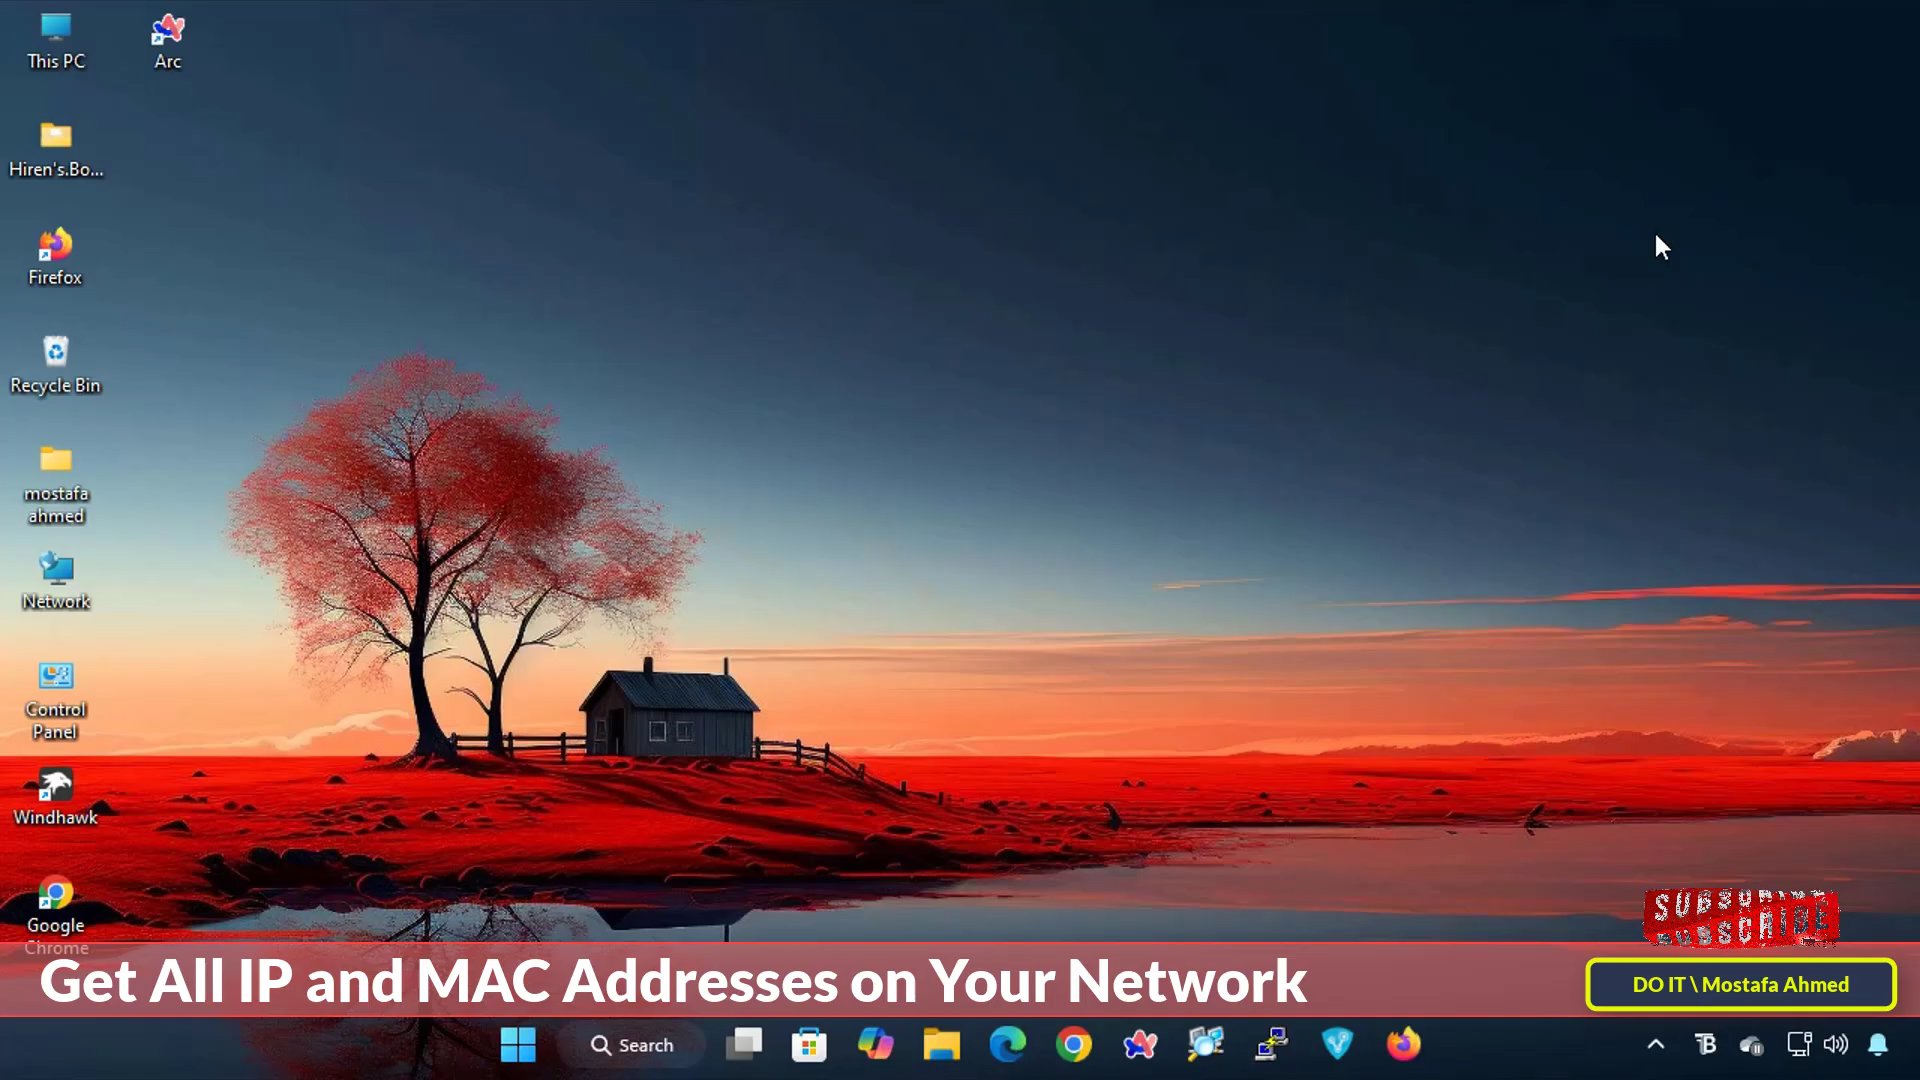 This PC
Arc
Hiren's.Bo...
Firefox
Recycle Bin
mostafa
ahmed
Network
Control
Panel
Windhawk
Google
Chrome
SUBSCRIBE
Get All IP and MAC Addresses on Your Network
DO IT \ Mostafa Ahmed
Search